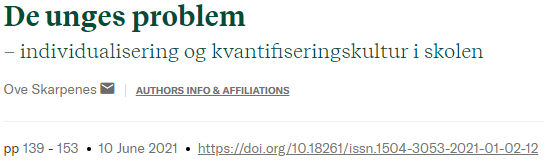 De unges problem
– individualisering og kvantifiseringskultur i skolen
Ove Skarpenes AUTHORS INFO & AFFILIATIONS
pp 139 - 153 • 10 June 2021 • https://doi.org/10.18261/issn.1504-3053-2021-01-02-12